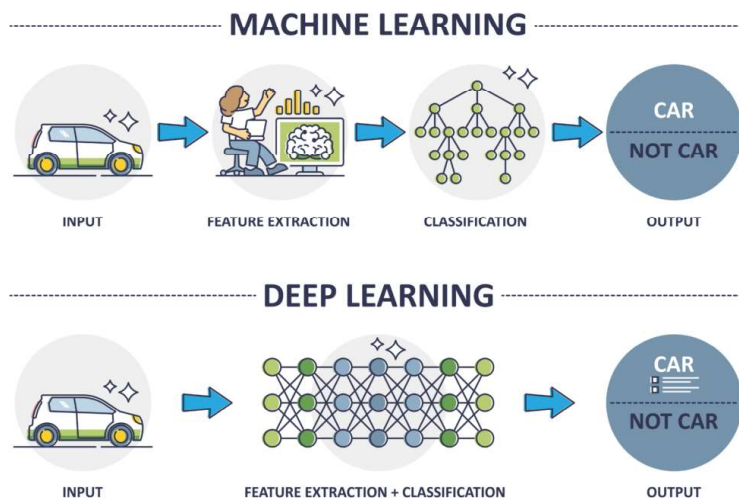 MACHINE LEARNING
CAR
NOT CAR
INPUT
FEATURE EXTRACTION
CLASSIFICATION
OUTPUT
DEEP LEARNING
CAR
NOT CAR
INPUT
FEATURE EXTRACTION + CLASSIFICATION
OUTPUT